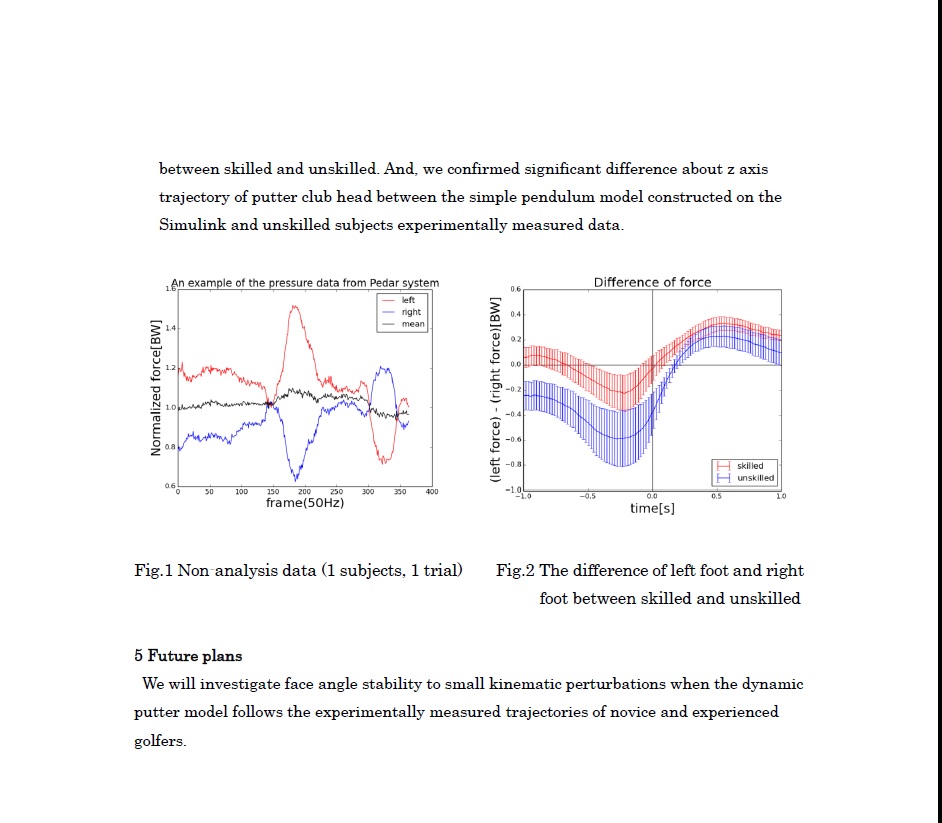 between skilled and unskilled. And, we confirmed significant difference about z axis
trajectory of putter club head between the simple pendulum model constructed on the
Simulink and unskilled subjects experimentally measured data.
An example of the pressure data from Pedar system
Normalized force[BW]
1.6
1.4
1.2
1.0
0.8
0.6
left
right
mean
0 50 100 150 200 250 300 350 400
frame(50Hz)
Difference of force
(left force) - (right force)[BW]
0.6
0.4
0.2
0.0
−0.2
−0.4
−0.6
−0.8
−1.0
skilled
unskilled
−1.0 −0.5 0.0 0.5 1.0
time[s]
Fig.1 Non-analysis data (1 subjects, 1 trial)
Fig.2 The difference of left foot and right
foot between skilled and unskilled
5 Future plans
We will investigate face angle stability to small kinematic perturbations when the dynamic
putter model follows the experimentally measured trajectories of novice and experienced
golfers.